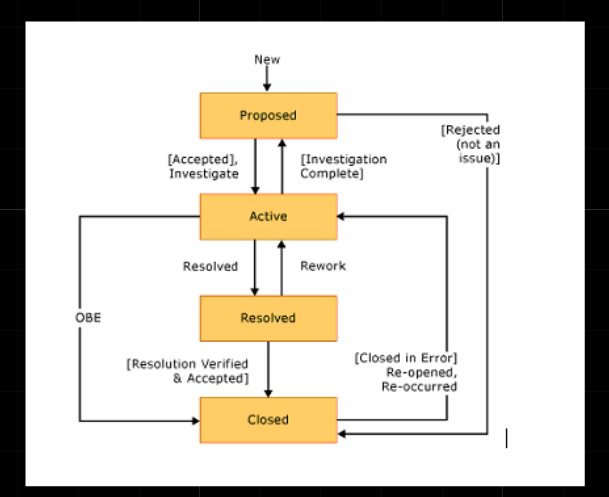 New
Proposed
[Rejected
(not an
issue)]
[Accepted],
Investigate
[Investigation
Complete]
Active
Resolved
Rework
OBE
Resolved
[Resolution Verified
& Accepted]
[Closed in Error]
Re-opened,
Re-occurred
Closed